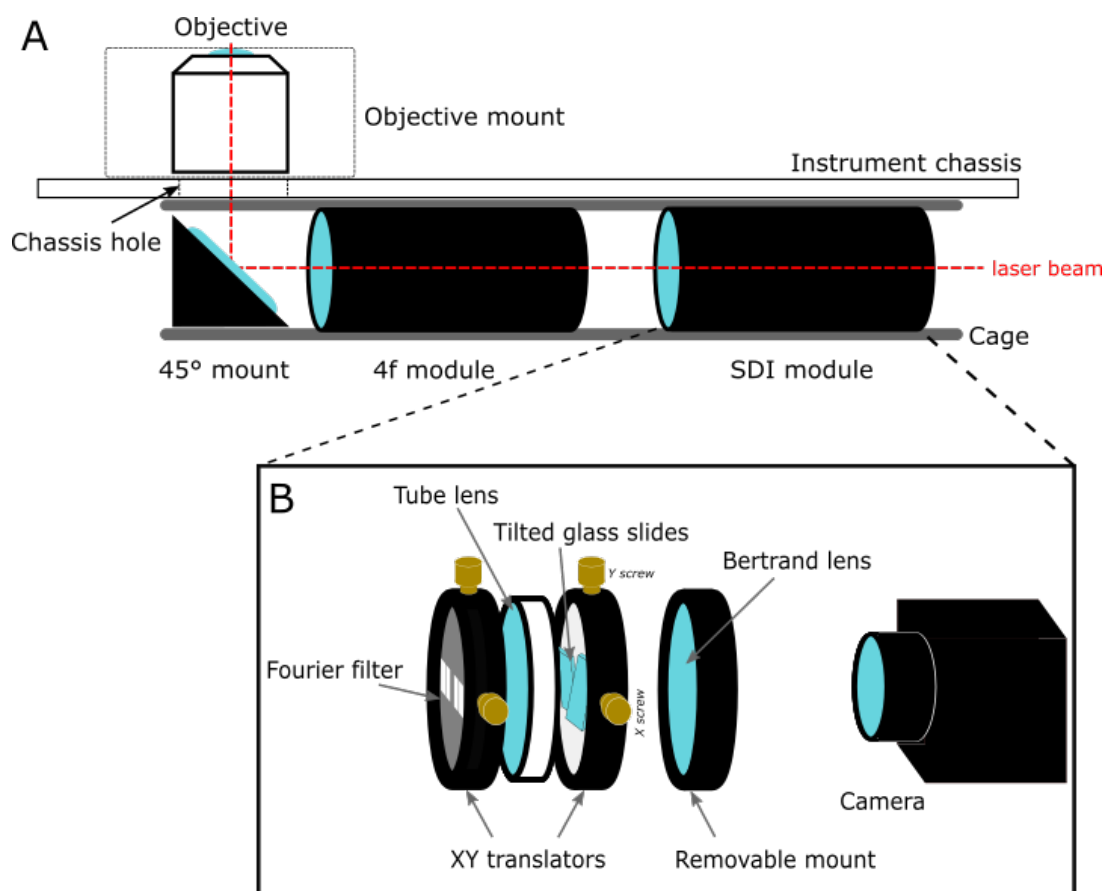 A
Objective
Objective mount
Instrument chassis
Chassis hole
laser beam
Cage
45° mount
4f module
SDI module
B
Tube lens
Tilted glass slides
Y screw
Bertrand lens
Fourier filter
X screw
Camera
XY translators
Removable mount